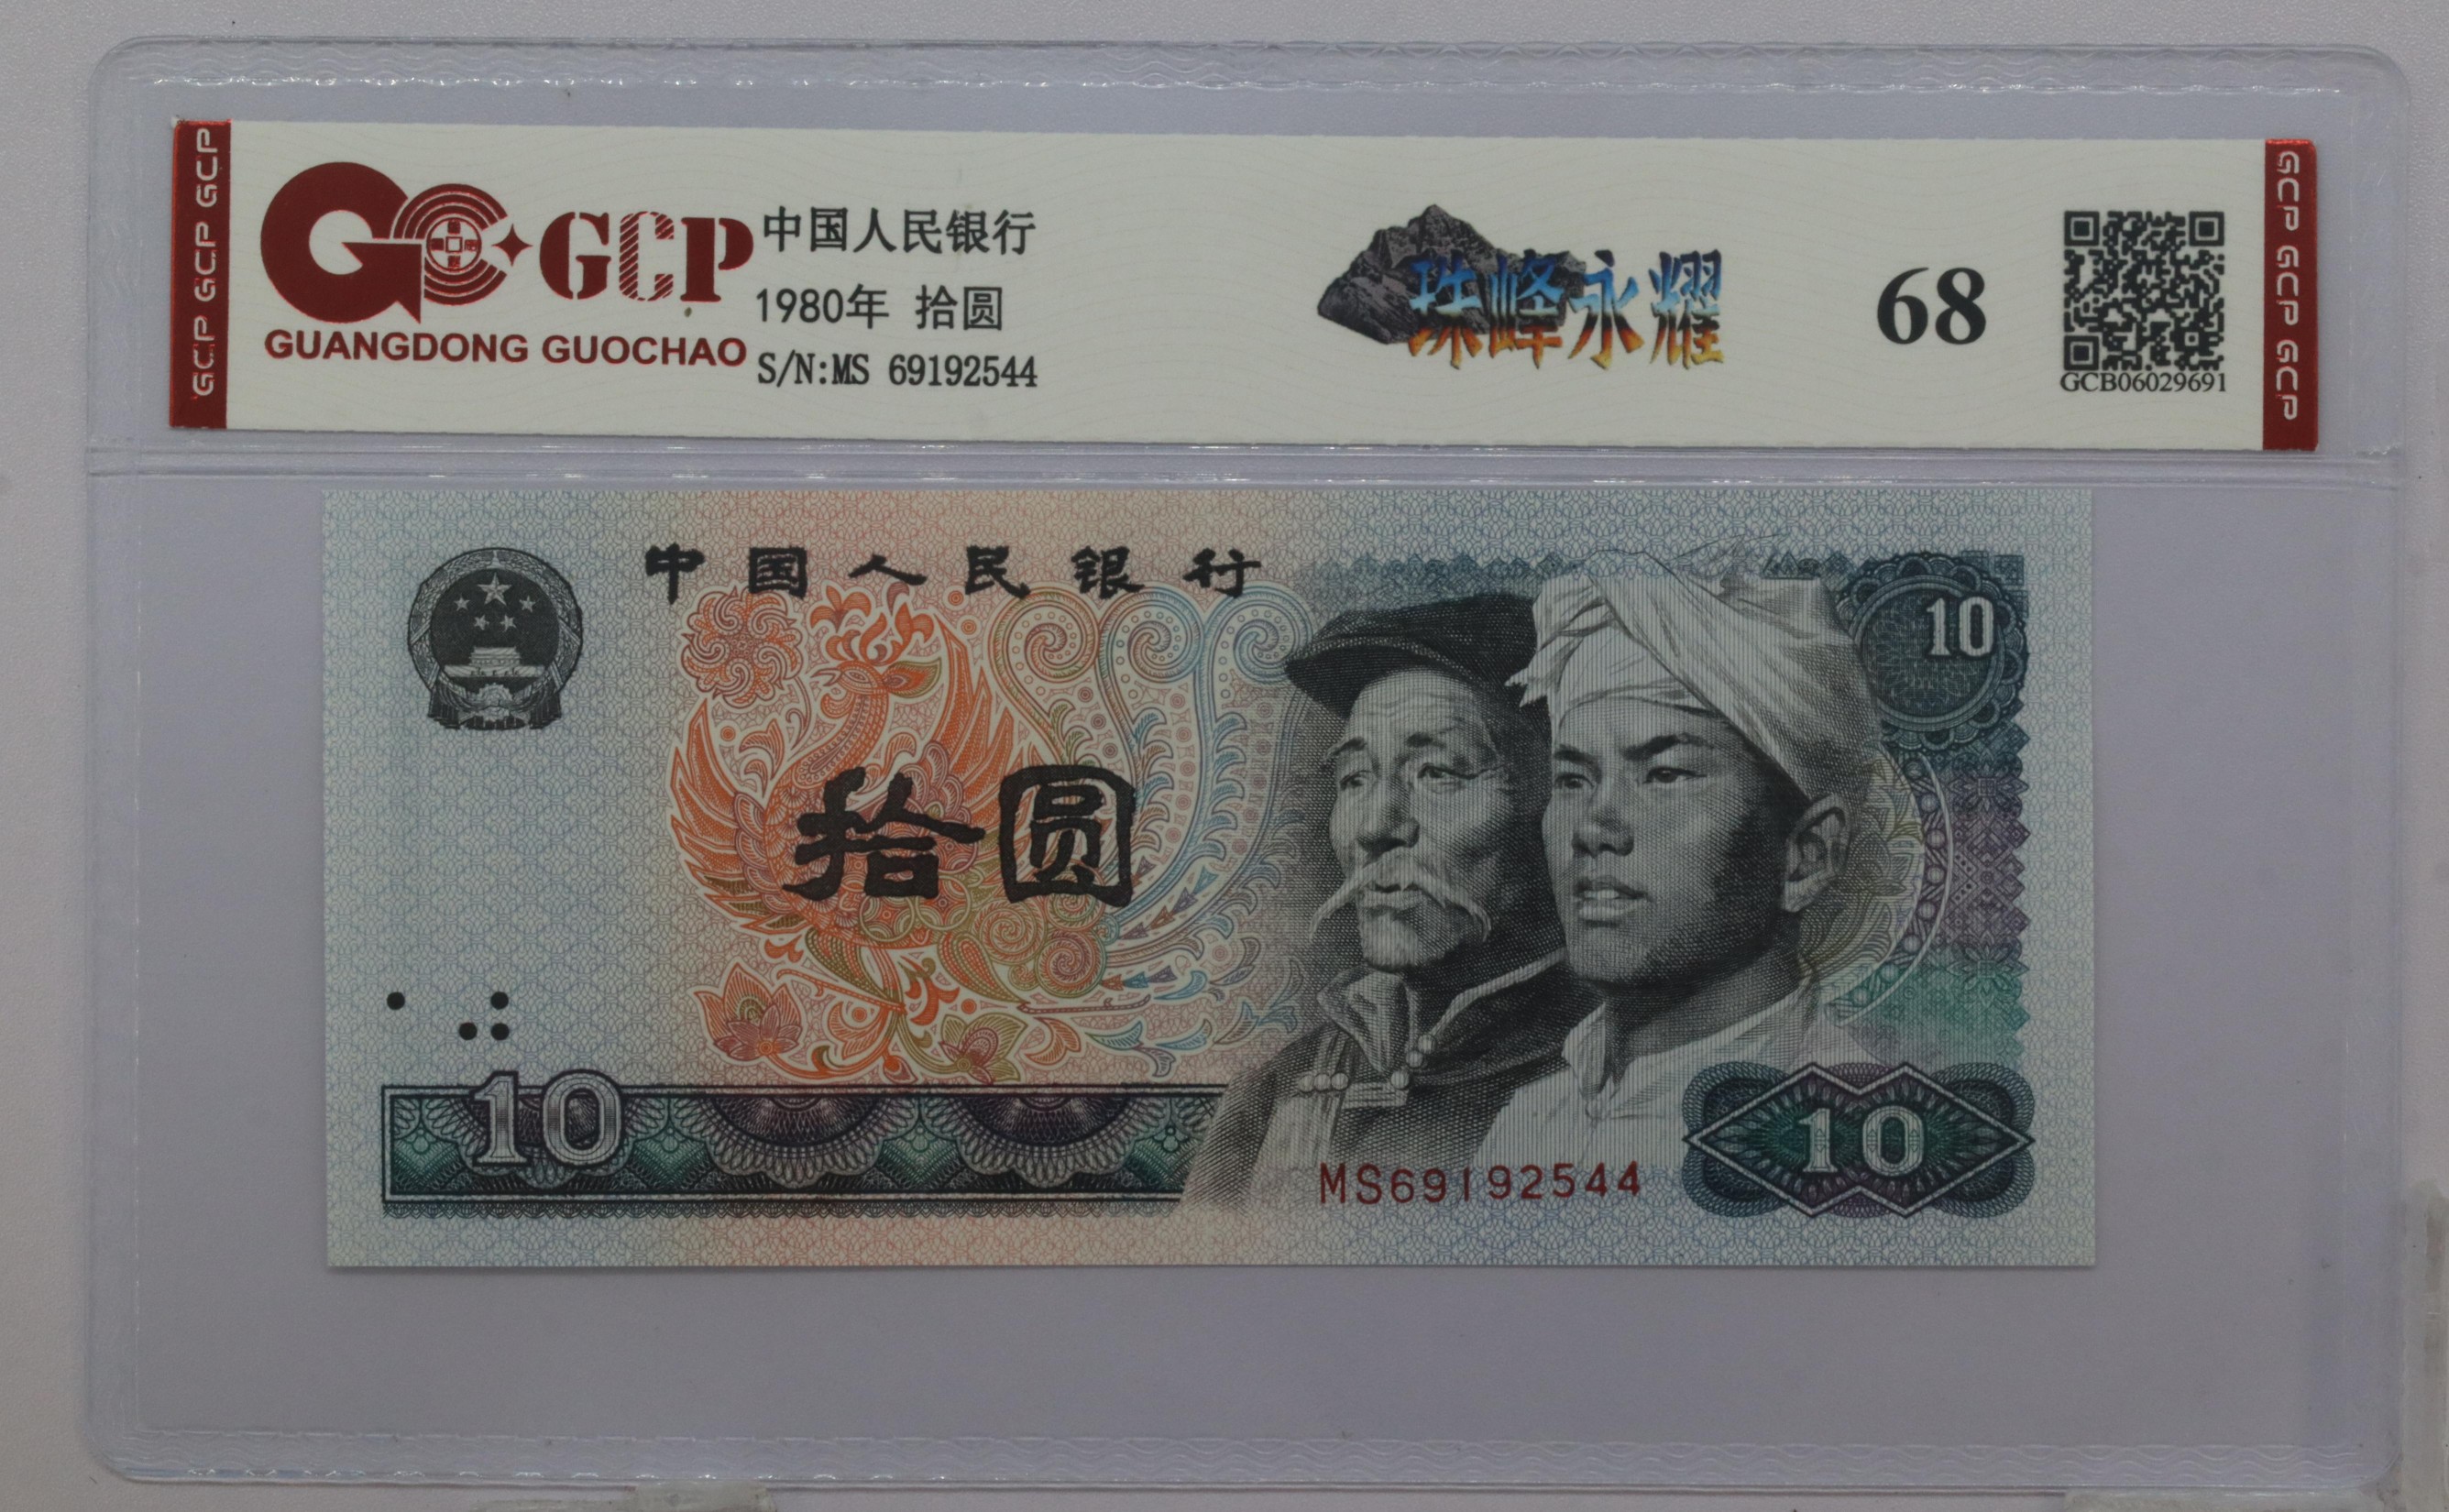 GCP GCP GCP
GCP
GUANGDONG GUOCHAO
中国人民银行
1980年 拾圆
S/N:MS 69192544
珠峰永耀
68
GCB06029691
GCP GCP GCP
中国人民银行
10
拾圆
10
MS69192544
10